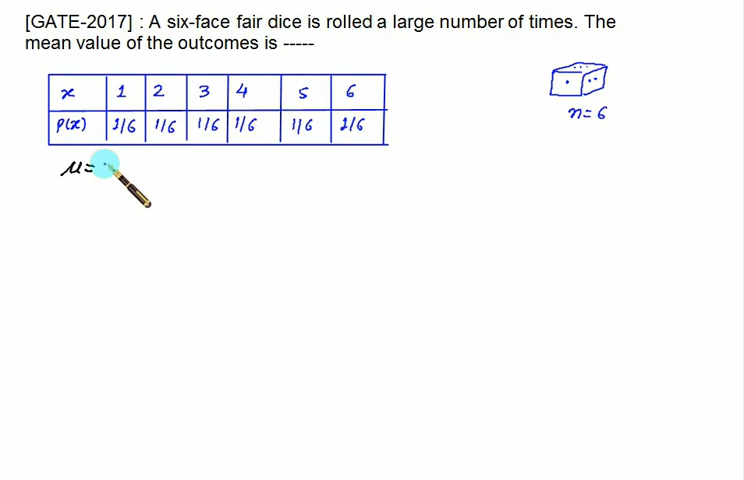 [GATE-2017] : A six-face fair dice is rolled a large number of times. The
mean value of the outcomes is -----
x 1 2 3 4 5 6
P(x) 1/6 1/6 1/6 1/6 1/6 1/6
n=6
μ=